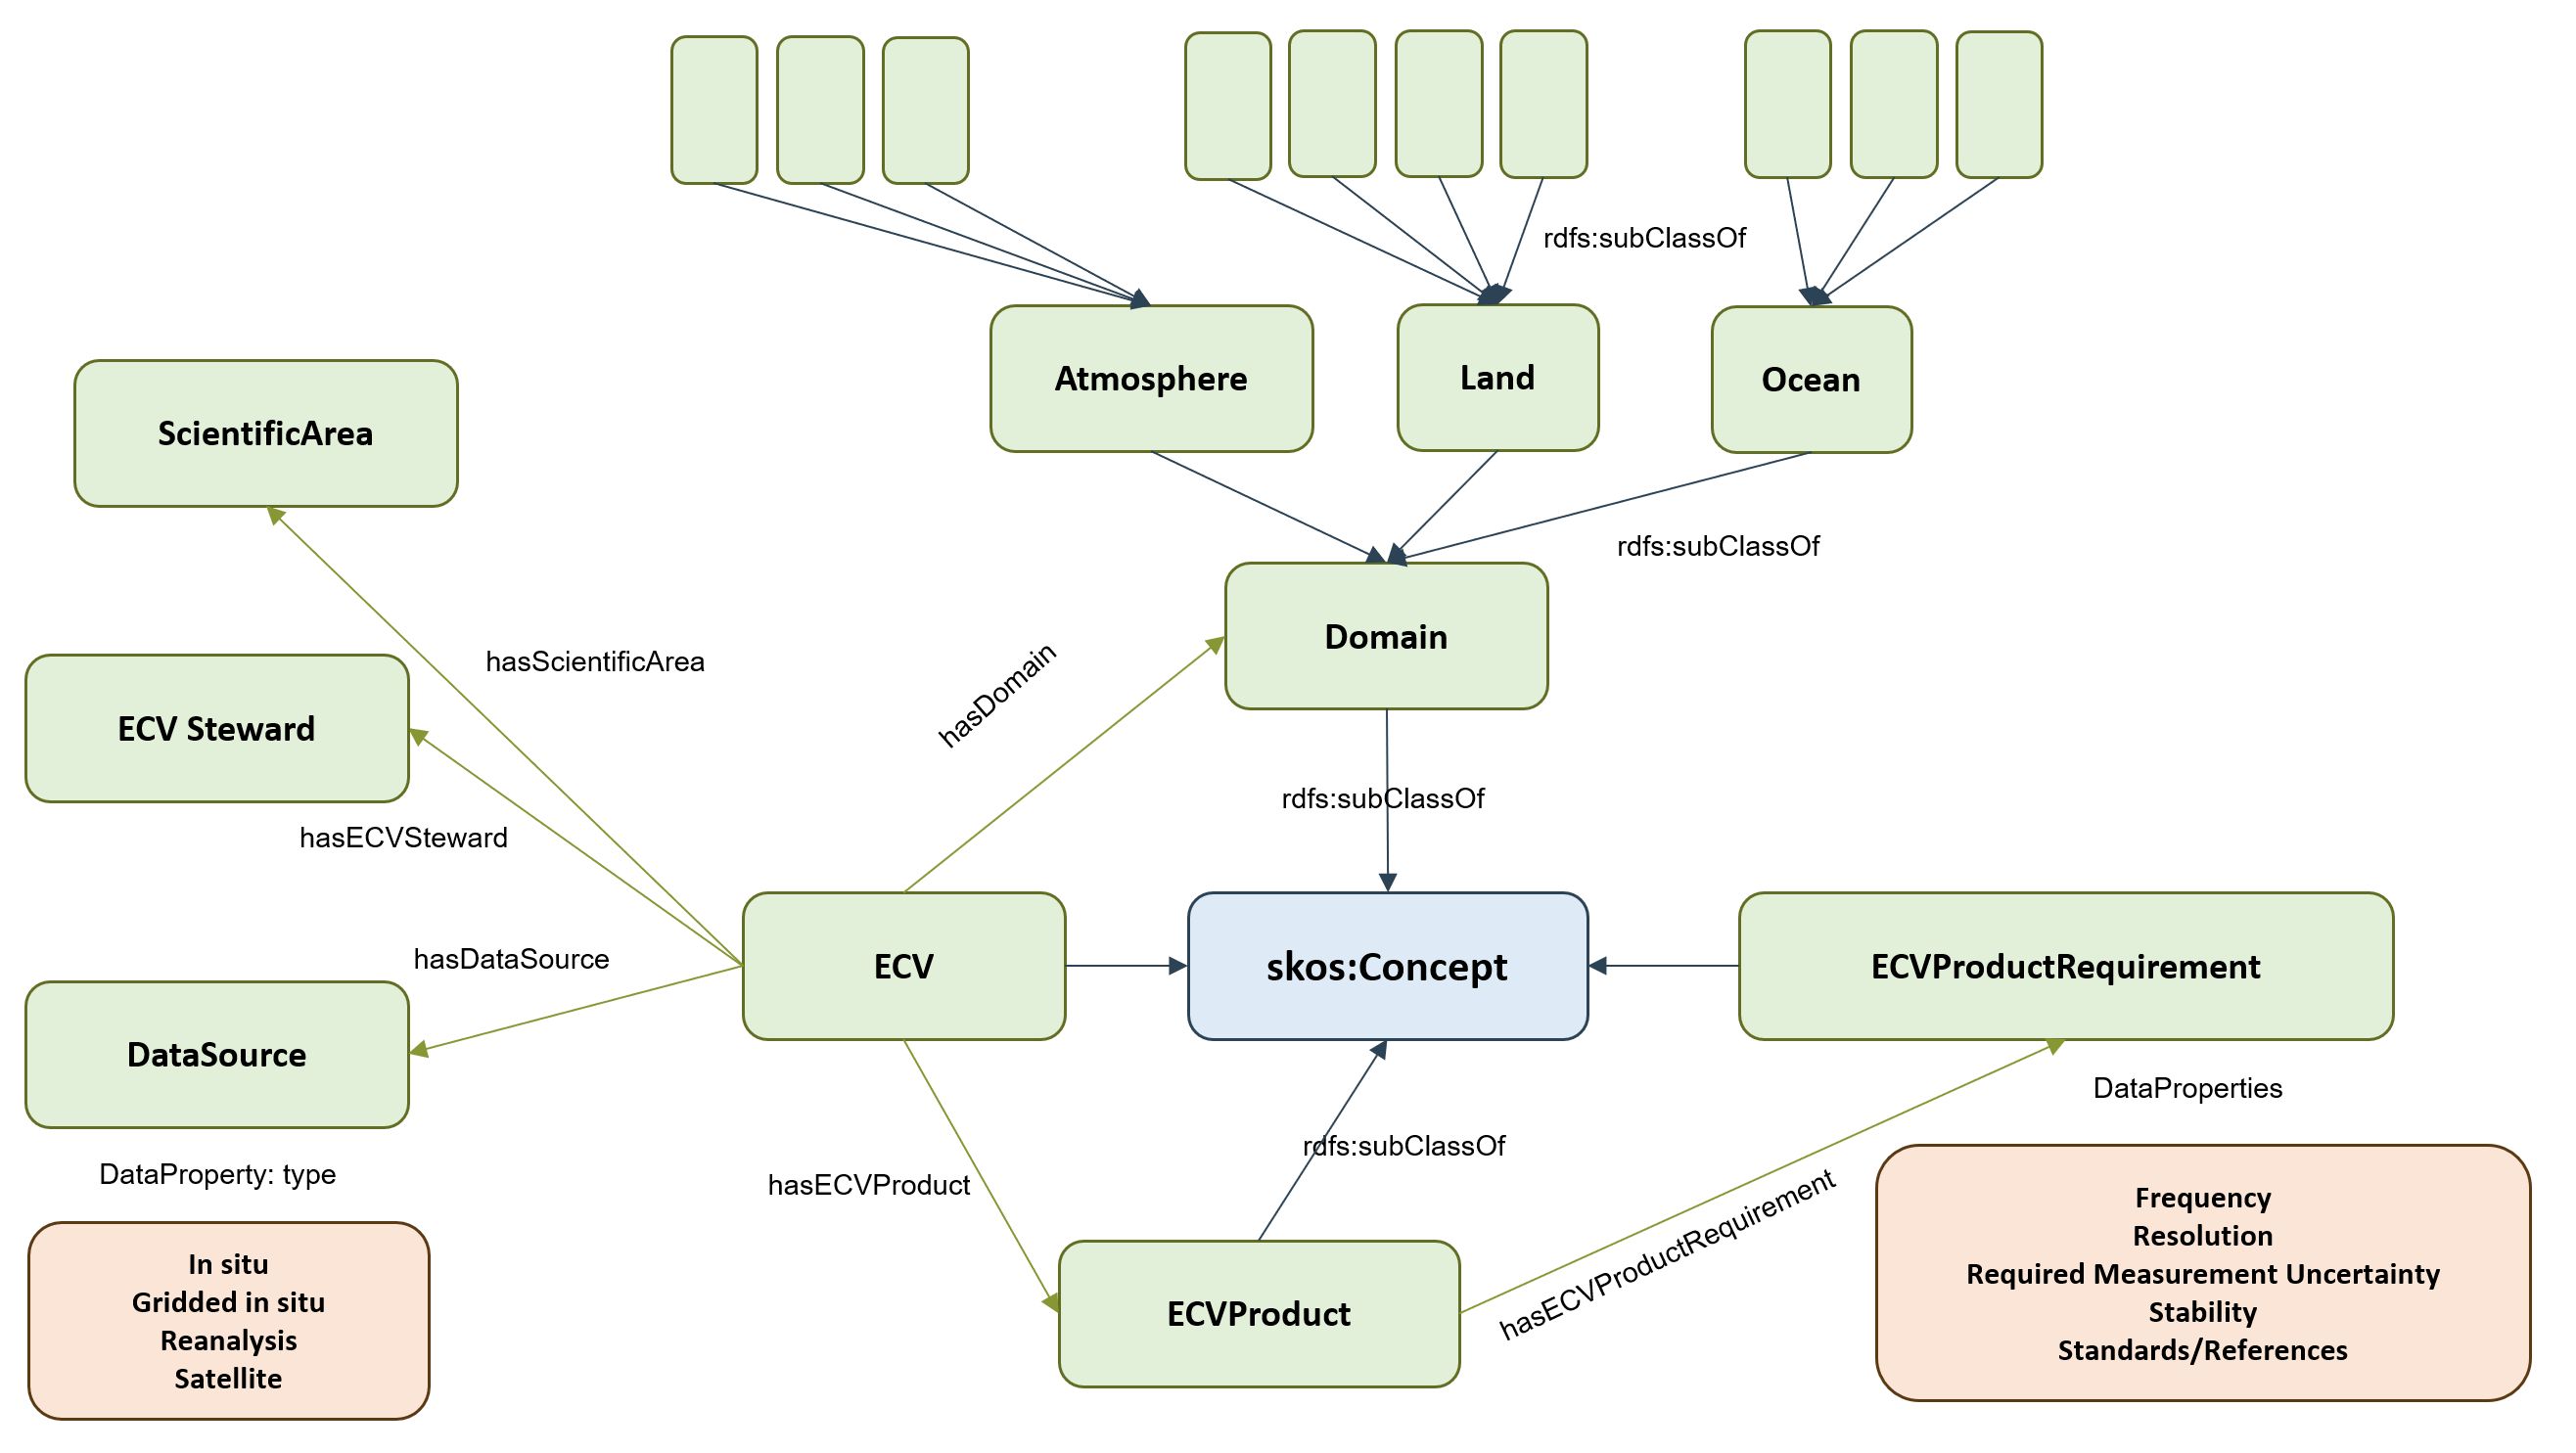 rdfs:subClassOf
Atmosphere
Land
Ocean
ScientificArea
rdfs:subClassOf
Domain
hasScientificArea
hasDomain
ECV Steward
rdfs:subClassOf
hasECVSteward
hasDataSource
ECV
skos:Concept
ECVProductRequirement
DataSource
DataProperties
rdfs:subClassOf
DataProperty: type
hasECVProduct
hasECVProductRequirement
Frequency
Resolution
Required Measurement Uncertainty
Stability
Standards/References
In situ
Gridded in situ
Reanalysis
Satellite
ECVProduct